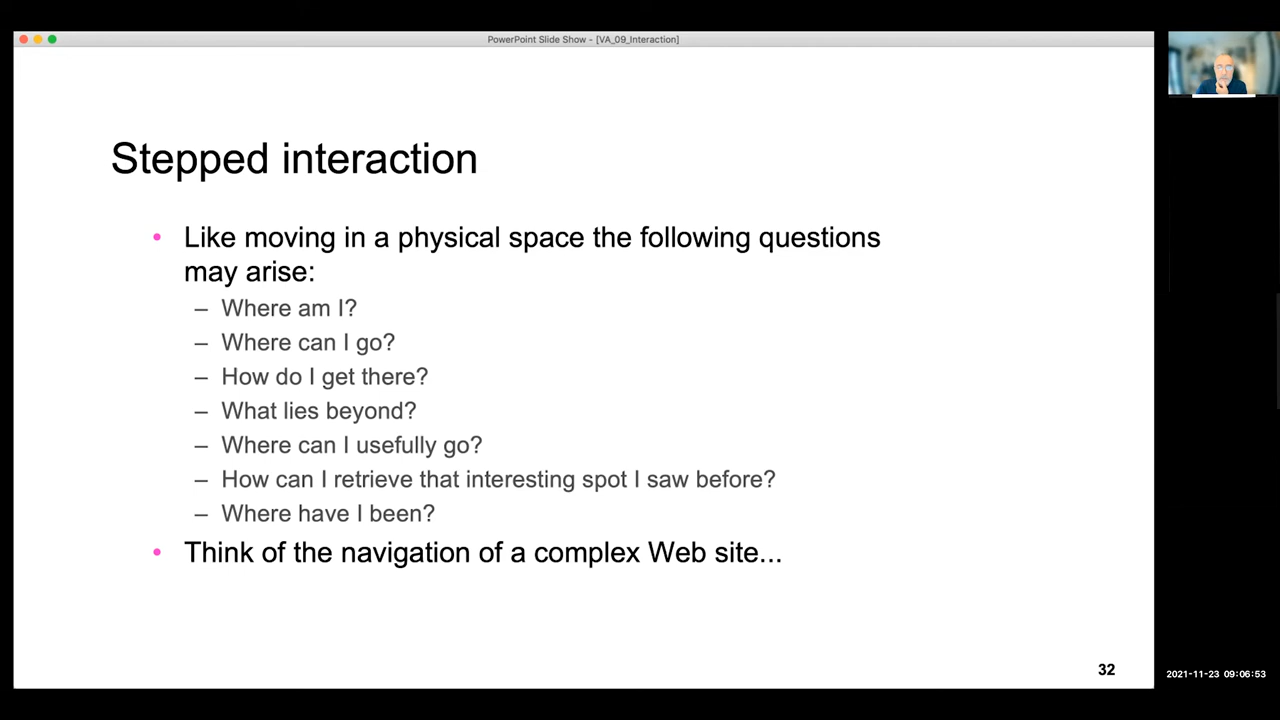 PowerPoint Slide Show - [VA_09_Interaction]
Stepped interaction
• Like moving in a physical space the following questions
may arise:
– Where am I?
– Where can I go?
– How do I get there?
– What lies beyond?
– Where can I usefully go?
– How can I retrieve that interesting spot I saw before?
– Where have I been?
• Think of the navigation of a complex Web site...
32
2021-11-23 09:06:53